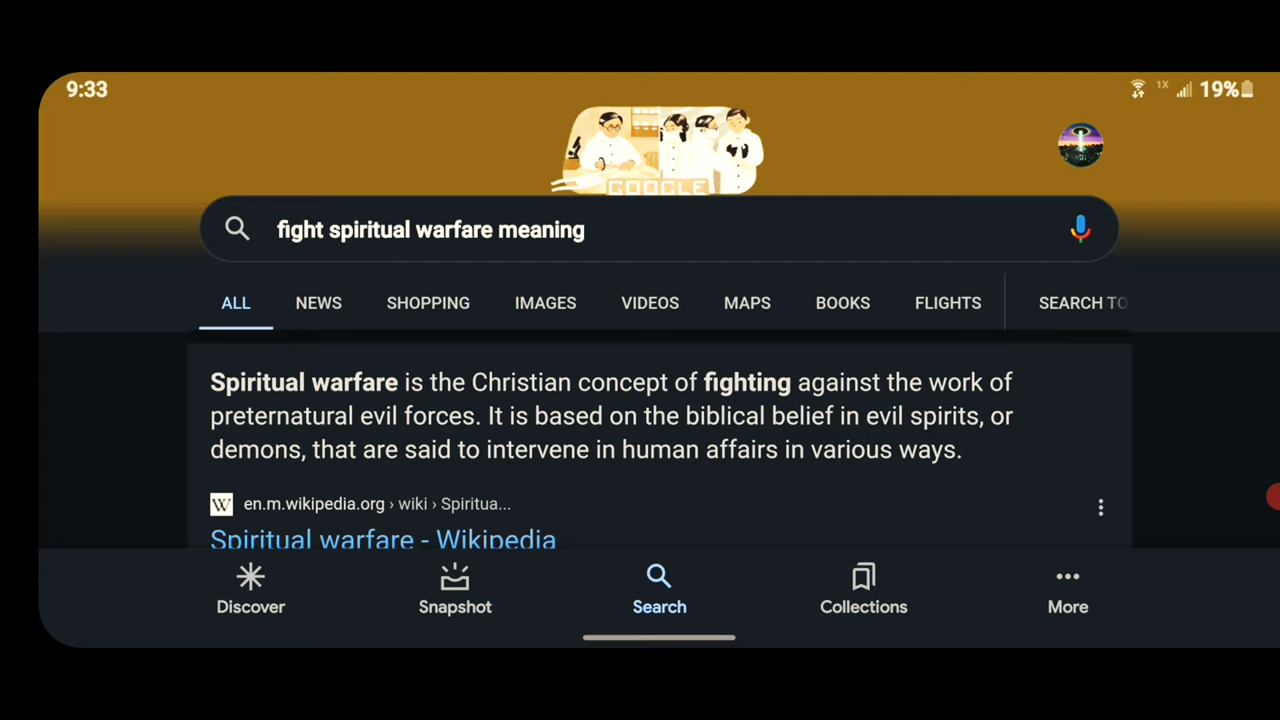 9:33
1X
19%
GOOGLE
fight spiritual warfare meaning
ALL NEWS SHOPPING IMAGES VIDEOS MAPS BOOKS FLIGHTS SEARCH TO
Spiritual warfare is the Christian concept of fighting against the work of
preternatural evil forces. It is based on the biblical belief in evil spirits, or
demons, that are said to intervene in human affairs in various ways.
W en.m.wikipedia.org › wiki › Spiritua...
Spiritual warfare - Wikipedia
Discover Snapshot Search Collections More